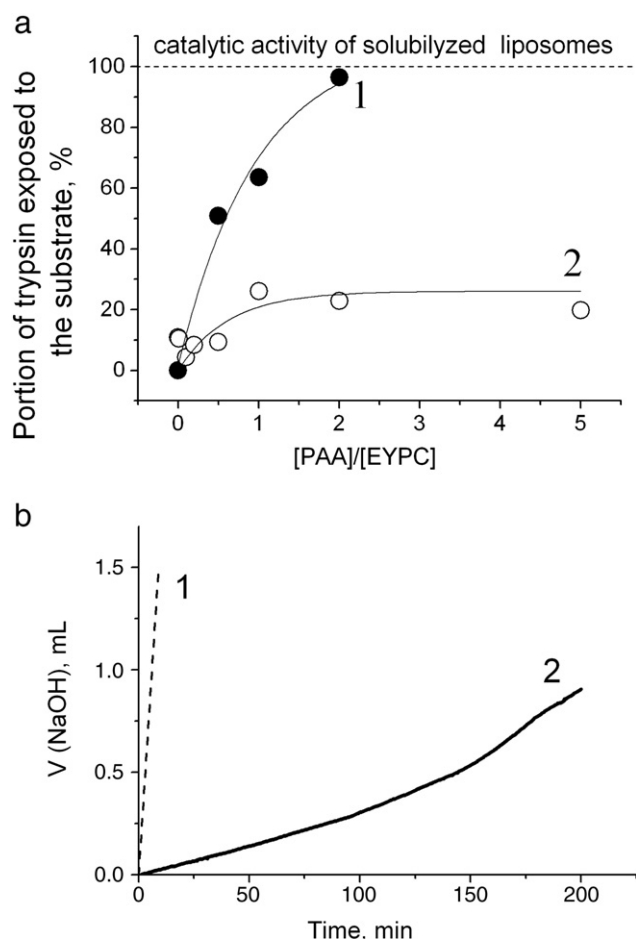 a
catalytic activity of solubilyzed liposomes
Portion of trypsin exposed to
the substrate, %
100
80
60
40
20
0
1
2
0 1 2 3 4 5
[PAA]/[EYPC]
b
V (NaOH), mL
1.5
1.0
0.5
0.0
1
2
0 50 100 150 200
Time, min